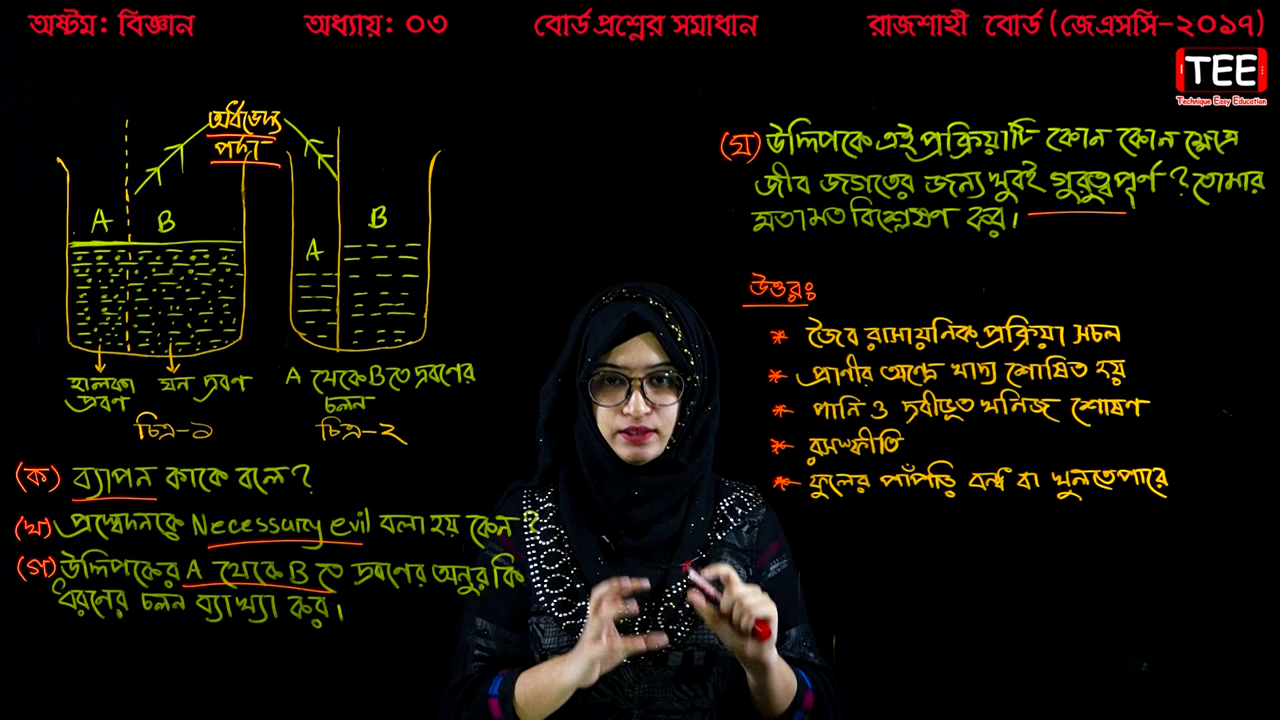 অষ্টম: বিজ্ঞান
অধ্যায়: ০৩
বোর্ড প্রশ্নের সমাধান
রাজশাহী বোর্ড (জেএসসি-২০১৭)
TEE
Technique Easy Education
অর্ধভেদ্য
পর্দা
A
B
A
B
হালকা
দ্রবণ
ঘন দ্রবণ
চিত্র-১
A থেকে B তে দ্রবণের
চলন
চিত্র-২
(ক) ব্যাপন কাকে বলে?
(খ) প্রস্বেদনকে Necessary evil বলা হয় কেন?
(গ) উদ্দিপকের A থেকে B তে দ্রবণের অনুর কি
ধরণের চলন ব্যাখ্যা কর।
(ঘ) উদ্দিপকে এই প্রক্রিয়াটি কোন কোন ক্ষেত্রে
জীব জগতের জন্য খুবই গুরুত্বপূর্ণ? তোমার
মতামত বিশ্লেষণ কর।
উত্তরঃ
* জৈব রাসায়নিক প্রক্রিয়া সচল
* প্রাণীর অন্ত্রে খাদ্য শোষিত হয়
* পানি ও দ্রবীভূত খনিজ শোষণ
* রসস্ফীতি
* ফুলের পাঁপড়ি বন্ধ বা খুলতে পারে